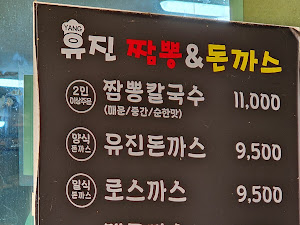 YANG
유진 짬뽕&돈까스
2인 이상주문 짬뽕칼국수 11,000
(매운/중간/순한맛)
양식 돈까스 유진돈까스 9,500
일식 돈까스 로스까스 9,500